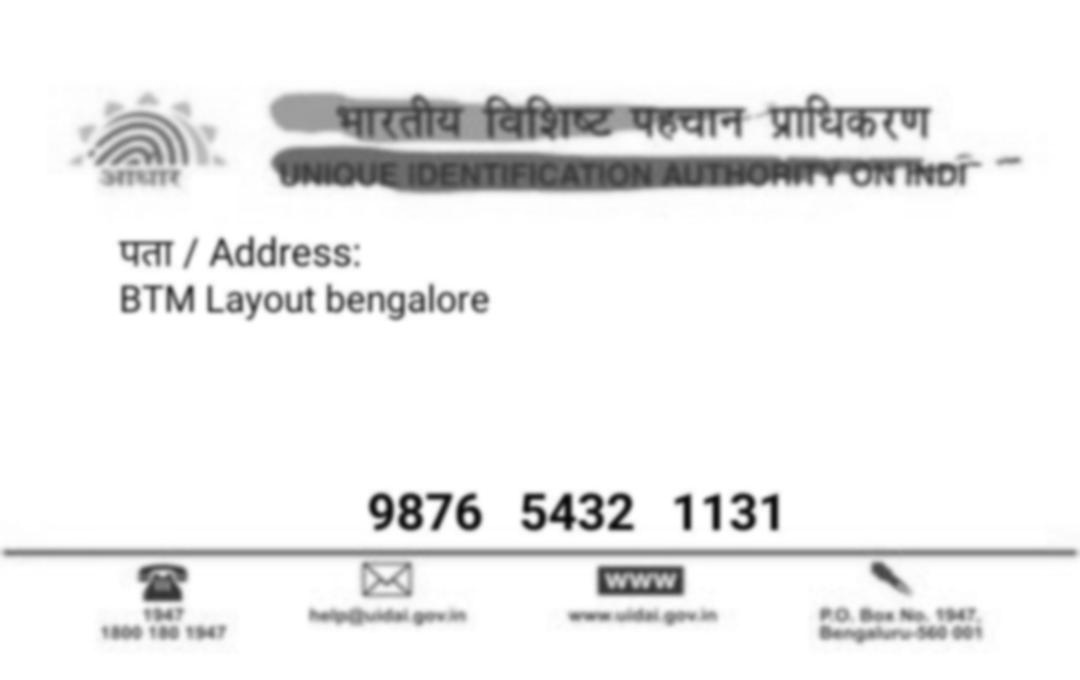 आधार
भारतीय विशिष्ट पहचान प्राधिकरण
UNIQUE IDENTIFICATION AUTHORITY ON INDI
पता / Address:
BTM Layout bengalore
9876 5432 1131
1947
1800 180 1947
help@uidai.gov.in
www
www.uidai.gov.in
P.O. Box No. 1947,
Bengaluru-560 001